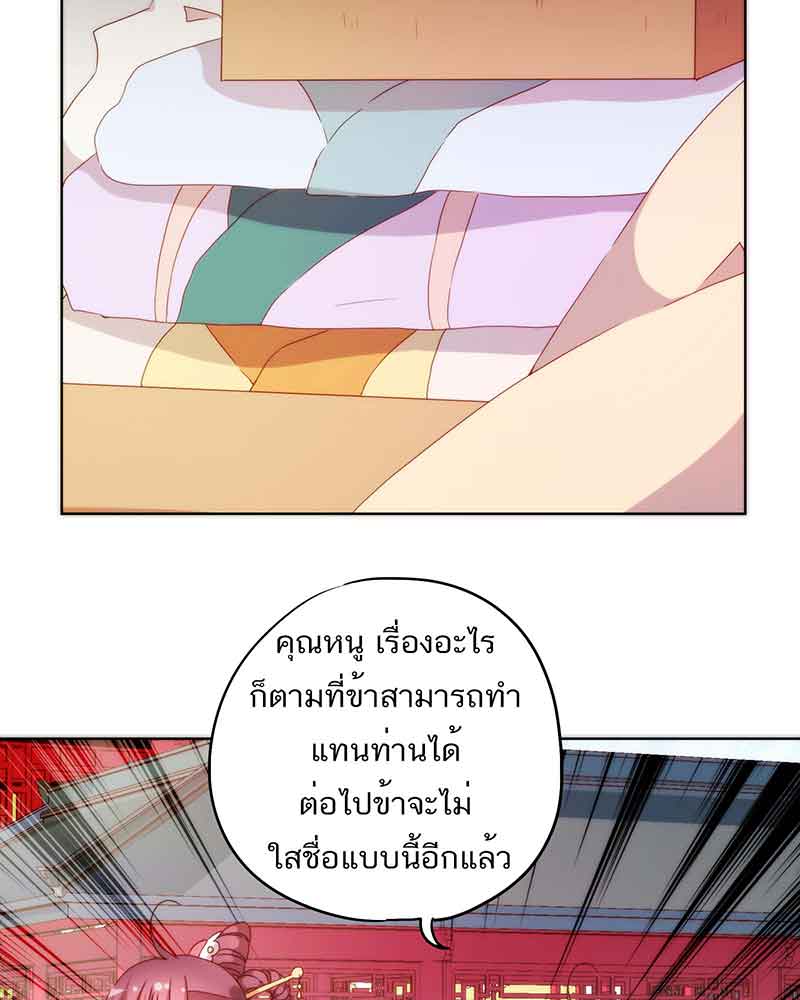 คุณหนู เรื่องอะไร
ก็ตามที่ข้าสามารถทำ
แทนท่านได้
ต่อไปข้าจะไม่
ใสชื่อแบบนี้อีกแล้ว